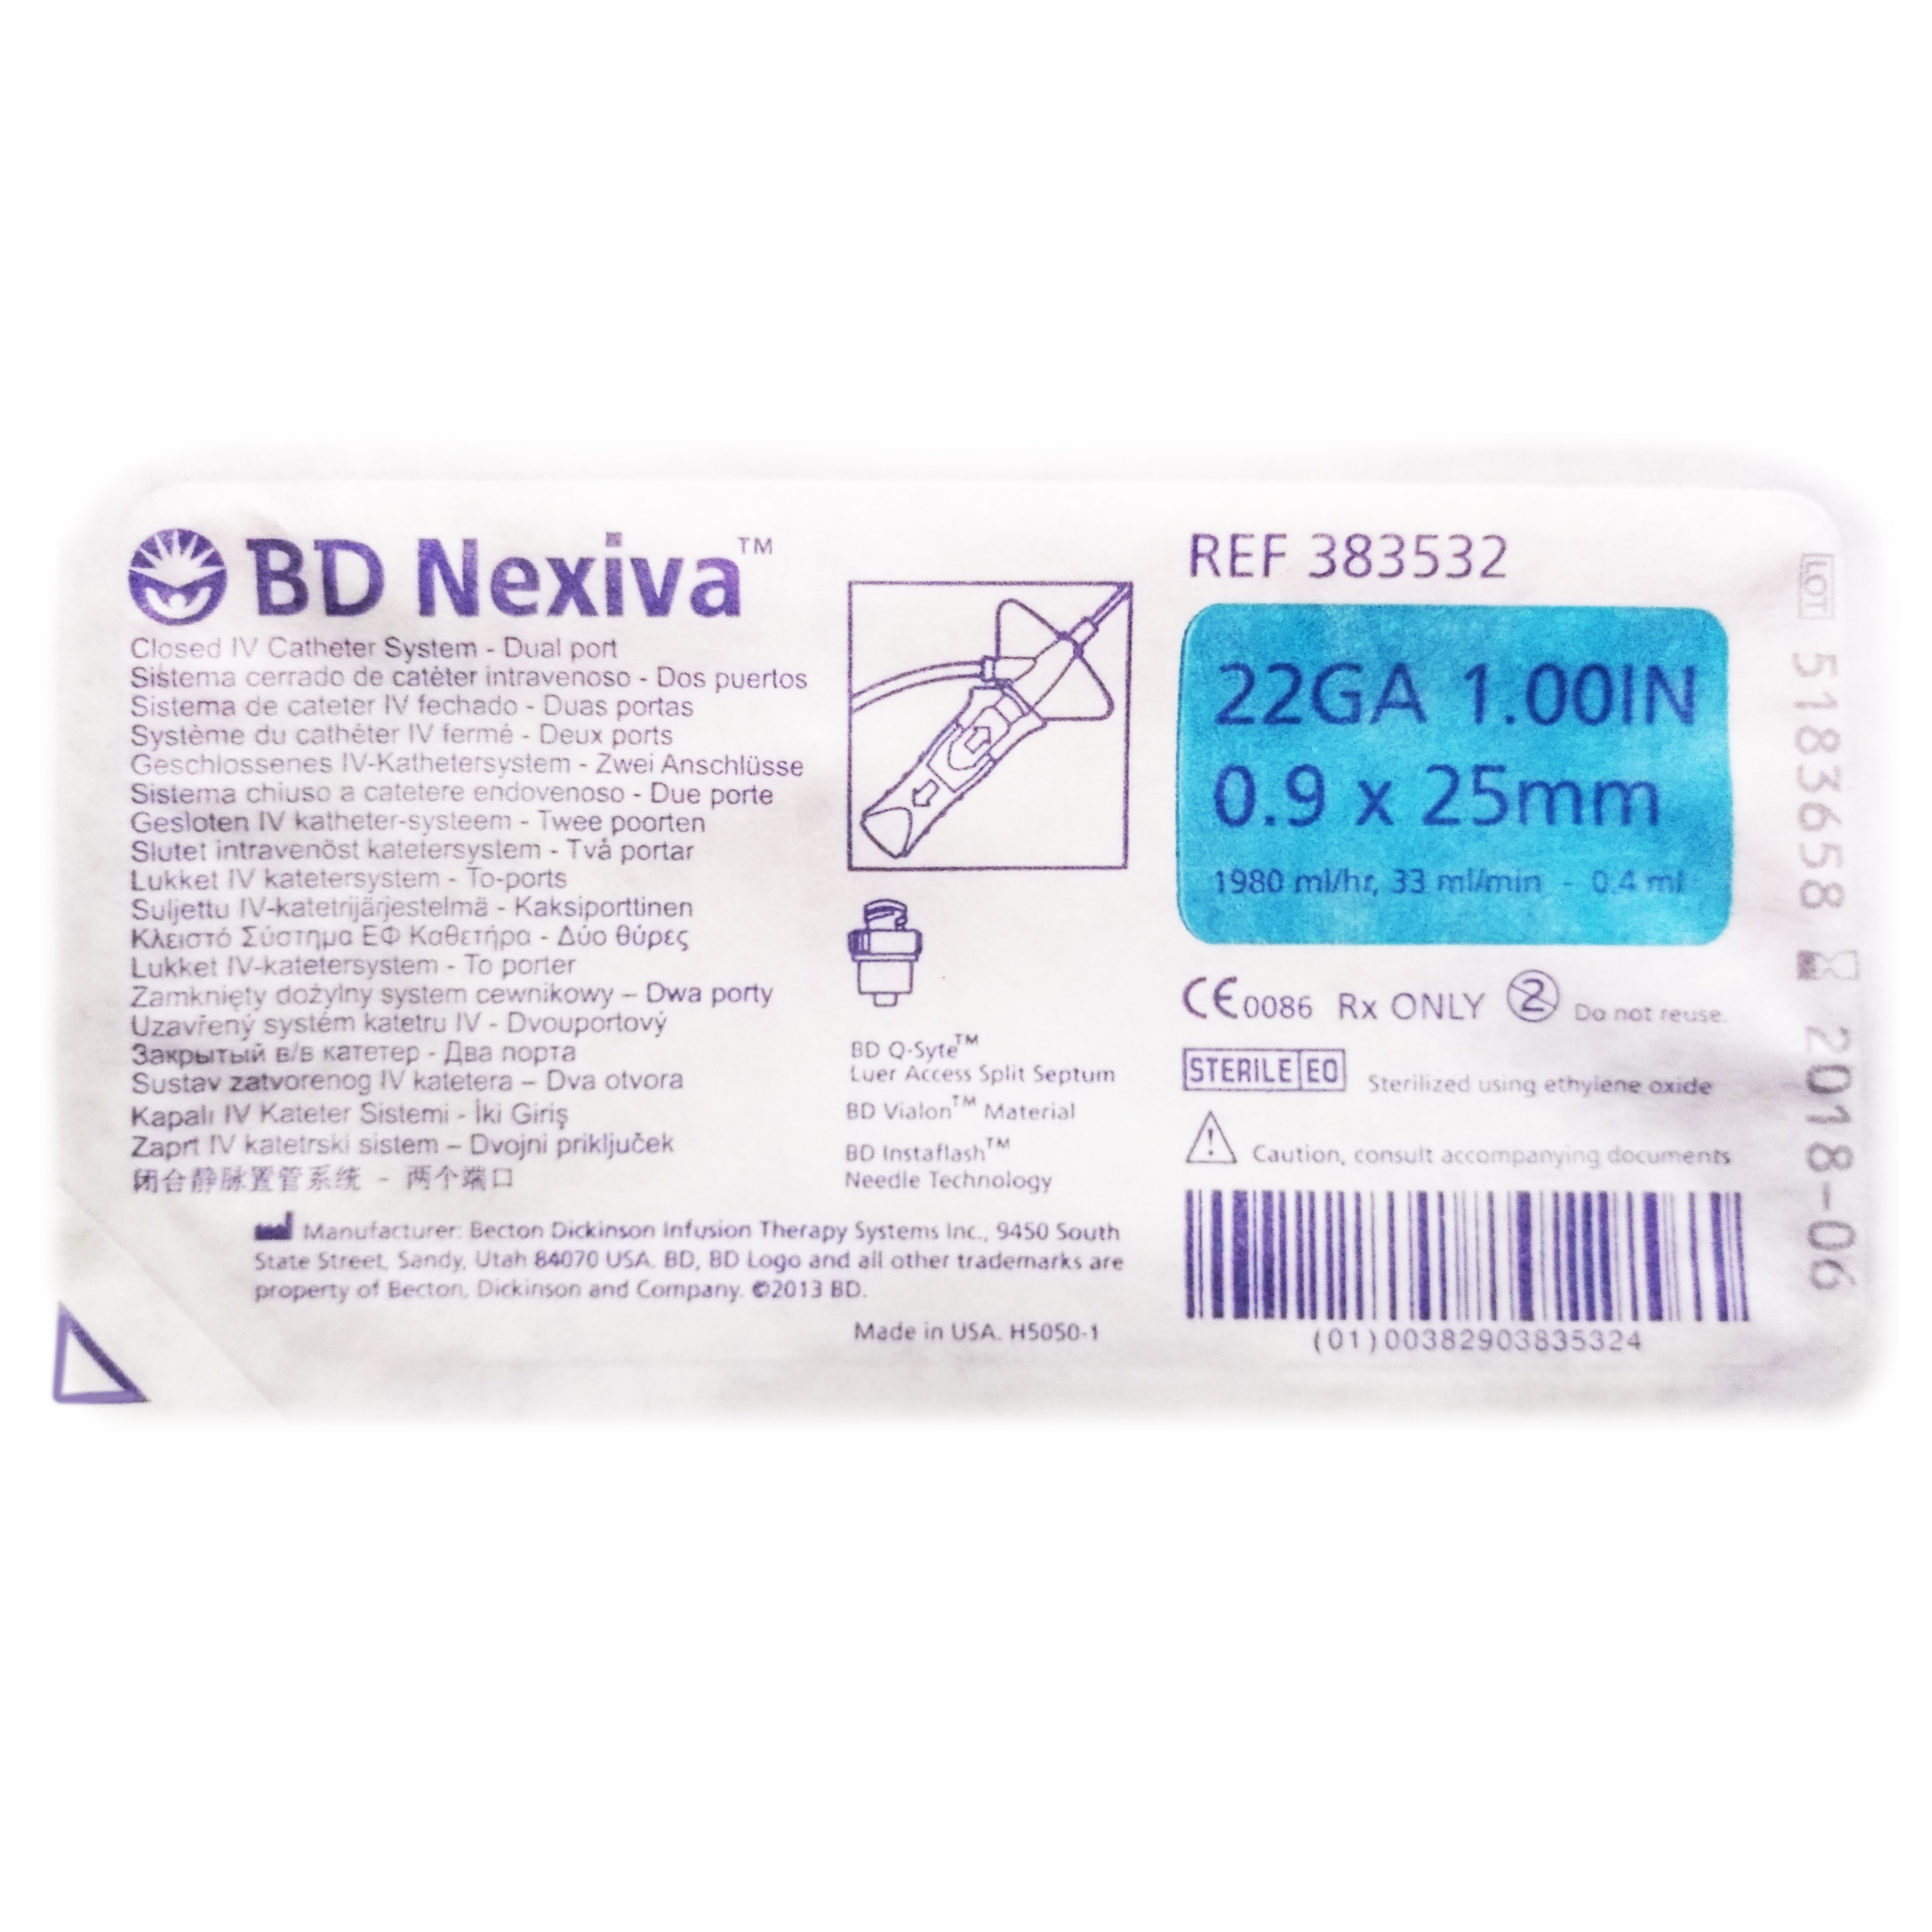 BD Nexiva™
Closed IV Catheter System - Dual port
Sistema cerrado de catéter intravenoso - Dos puertos
Sistema de cateter IV fechado - Duas portas
Système du cathéter IV fermé - Deux ports
Geschlossenes IV-Kathetersystem - Zwei Anschlüsse
Sistema chiuso a catetere endovenoso - Due porte
Gesloten IV katheter-systeem - Twee poorten
Slutet intravenöst katetersystem - Två portar
Lukket IV katetersystem - To-ports
Suljettu IV-katetrijärjestelmä - Kaksiporttinen
Κλειστό Σύστημα ΕΦ Καθετήρα - Δύο θύρες
Lukket IV-katetersystem - To porter
Zamknięty dożylny system cewnikowy – Dwa porty
Uzavřený systém katetru IV - Dvouportový
Закрытый в/в катетер - Два порта
Sustav zatvorenog IV katetera – Dva otvora
Kapalı IV Kateter Sistemi - İki Giriş
Zaprt IV katetrski sistem – Dvojni priključek
闭合静脉置管系统 - 两个端口
Manufacturer: Becton Dickinson Infusion Therapy Systems Inc., 9450 South
State Street, Sandy, Utah 84070 USA. BD, BD Logo and all other trademarks are
property of Becton, Dickinson and Company. ©2013 BD.
Made in USA. H5050-1
BD Q-Syte™
Luer Access Split Septum
BD Vialon™ Material
BD Instaflash™
Needle Technology
REF 383532
22GA 1.00IN
0.9 x 25mm
1980 ml/hr, 33 ml/min - 0.4 ml
CE0086 Rx ONLY 2 Do not reuse.
STERILE EO Sterilized using ethylene oxide
! Caution, consult accompanying documents
(01)00382903835324
LOT 5183658 2018-06